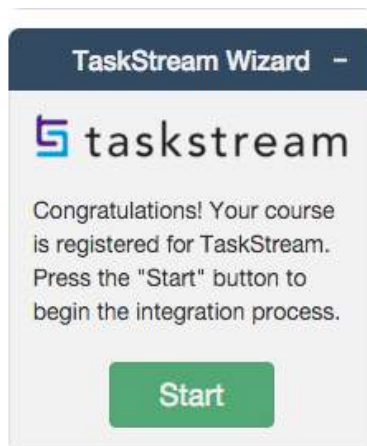 TaskStream Wizard –
taskstream
Congratulations! Your course
is registered for TaskStream.
Press the "Start" button to
begin the integration process.
Start